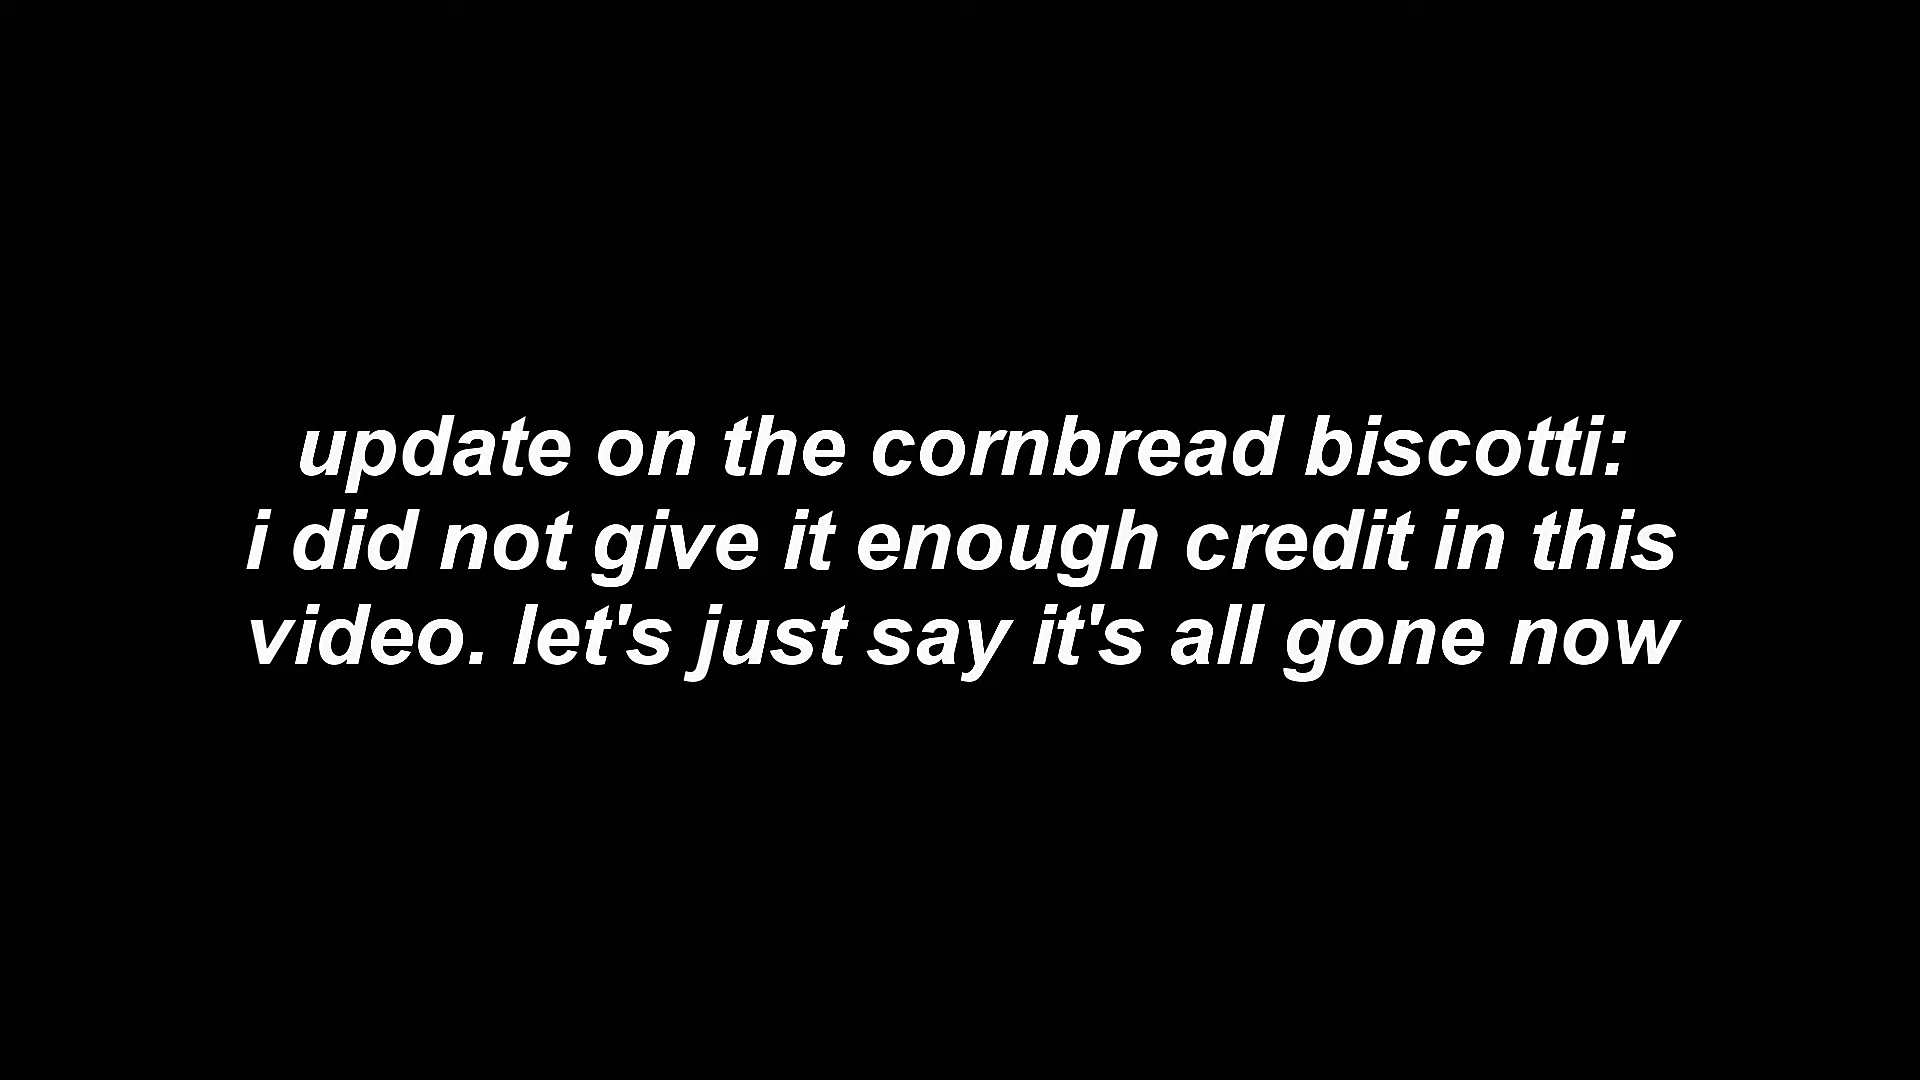 update on the cornbread biscotti:
i did not give it enough credit in this
video. let's just say it's all gone now